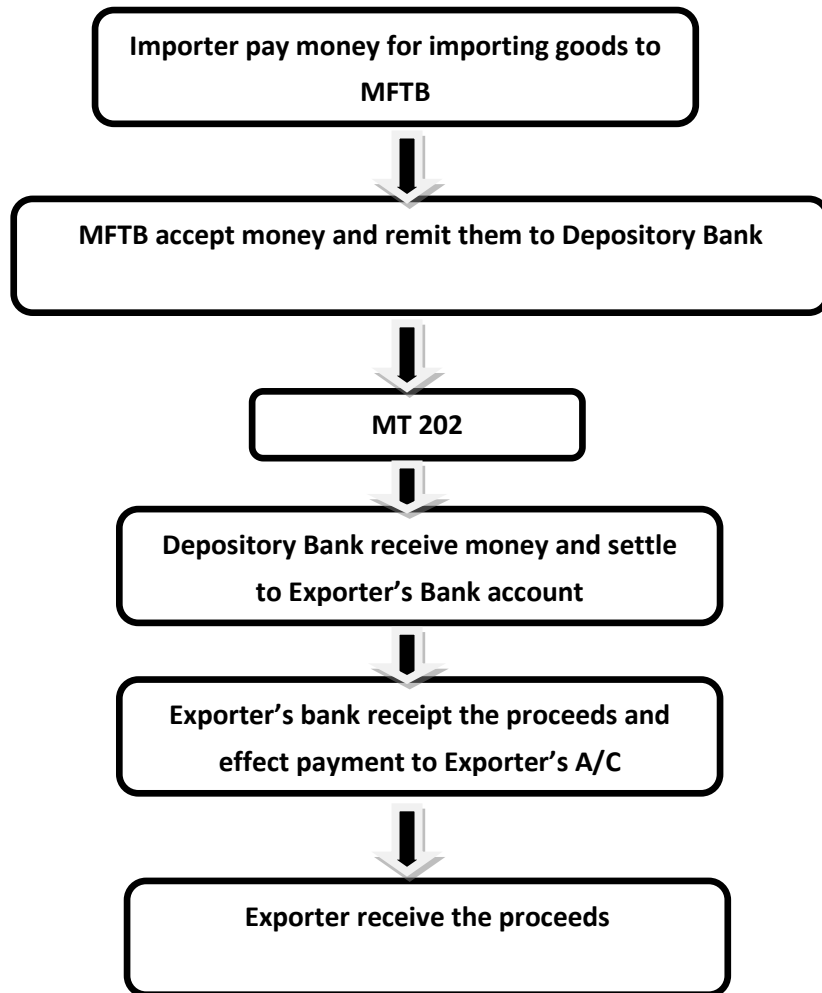 Importer pay money for importing goods to
MFTB
MFTB accept money and remit them to Depository Bank
MT 202
Depository Bank receive money and settle
to Exporter’s Bank account
Exporter’s bank receipt the proceeds and
effect payment to Exporter’s A/C
Exporter receive the proceeds